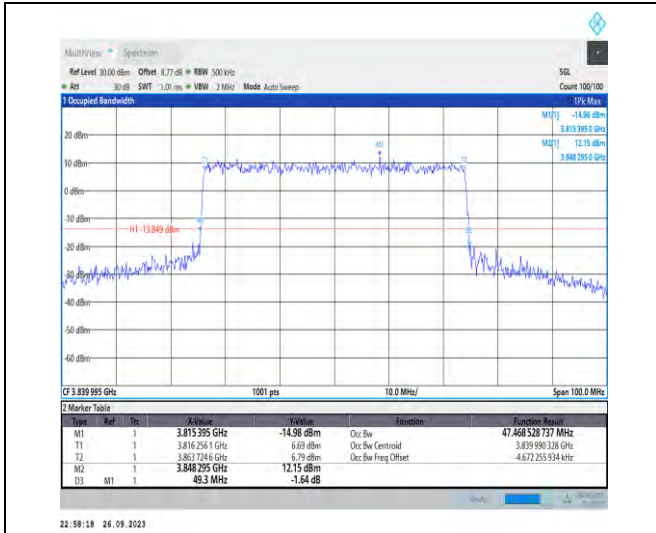 MultiView Spectrum
Ref Level 30.00 dBm Offset 8.77 dB RBW 500 kHz SGL
Att 30 dB SWT 1.01 ms VBW 2 MHz Mode Auto Sweep Count 100/100
1 Occupied Bandwidth 1Pk Max
M1[1] -14.98 dBm
3.815 395 0 GHz
20 dBm M2[1] 12.15 dBm
3.848 295 0 GHz
M2
T1 T2
10 dBm
0 dBm
-10 dBm
H1 -13.849 dBm
-30 dBm
-40 dBm
-50 dBm
-60 dBm
CF 3.839 995 GHz 1001 pts 10.0 MHz/ Span 100.0 MHz
2 Marker Table
Type Ref Trc X-Value Y-Value Function Function Result
M1 1 3.815 395 GHz -14.98 dBm Occ Bw 47.468 528 737 MHz
T1 1 3.816 256 1 GHz 6.69 dBm Occ Bw Centroid 3.839 990 328 GHz
T2 1 3.863 724 6 GHz 6.79 dBm Occ Bw Freq Offset -4.672 255 934 kHz
M2 1 3.848 295 GHz 12.15 dBm
D3 M1 1 49.3 MHz -1.64 dB
22:58:18 26.09.2023